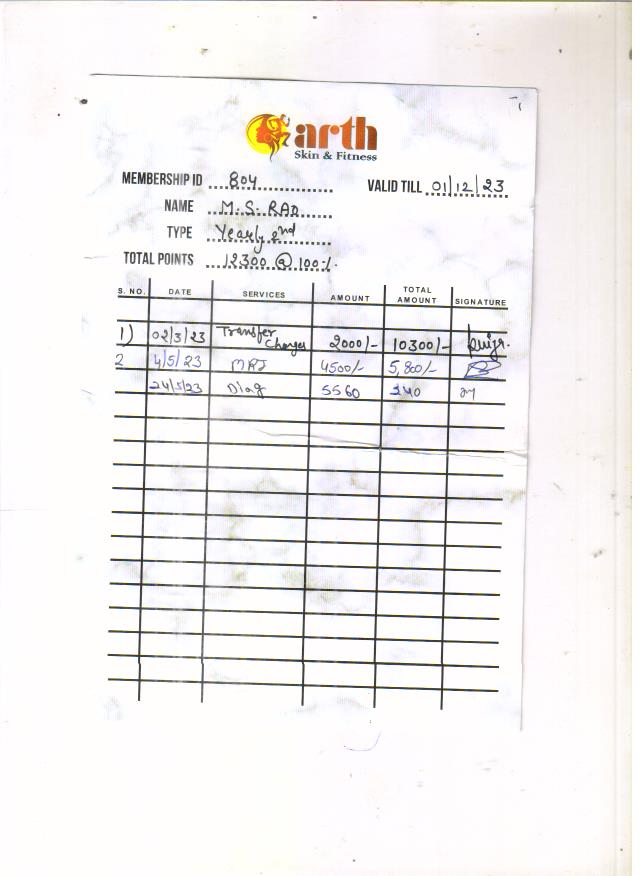 arth
Skin & Fitness
MEMBERSHIP ID 804
VALID TILL 01/12/23
NAME M.S. RAO
TYPE Yearly 2nd
TOTAL POINTS 12300 @ 100%.
S. NO. DATE SERVICES AMOUNT TOTAL AMOUNT SIGNATURE
1) 02/3/23 Transfer Charges 2000/- 10300/-
2 4/5/23 4500/- 5,800/-
24/5/23 Diag 5560 240